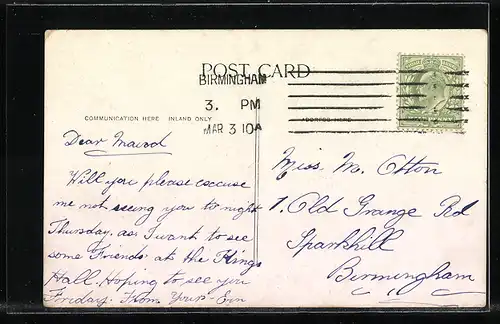 POST CARD
BIRMINGHAM
3. PM
MAR 3 10A
COMMUNICATION HERE INLAND ONLY
ADDRESS HERE
Dear Maud
Will you please excuse
me not seeing you to night
Thursday, as I want to see
some Friends at the Kings
Hall. Hoping to see you
Friday. From Yours
Miss. M. Otton
1. Old Grange Rd
Sparkhill
Birmingham